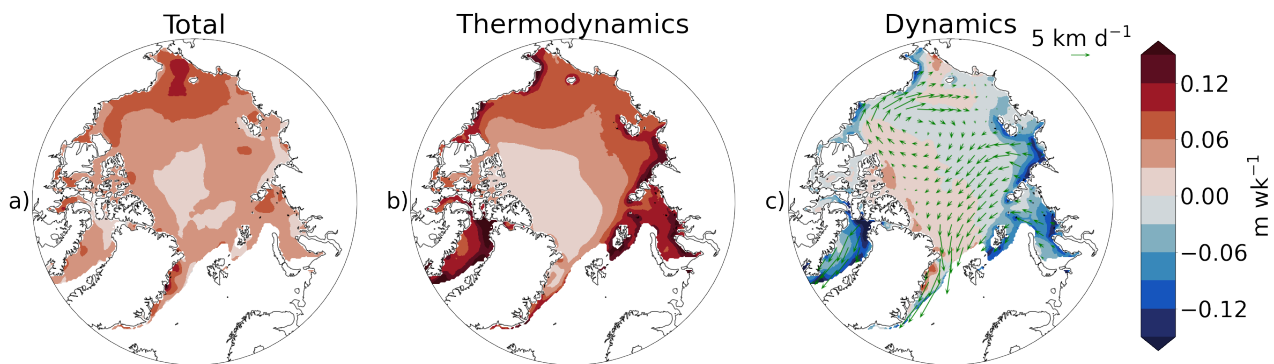 Total
Thermodynamics
Dynamics
5 km d⁻¹
a)
b)
c)
0.12
0.06
0.00
−0.06
−0.12
m wk⁻¹